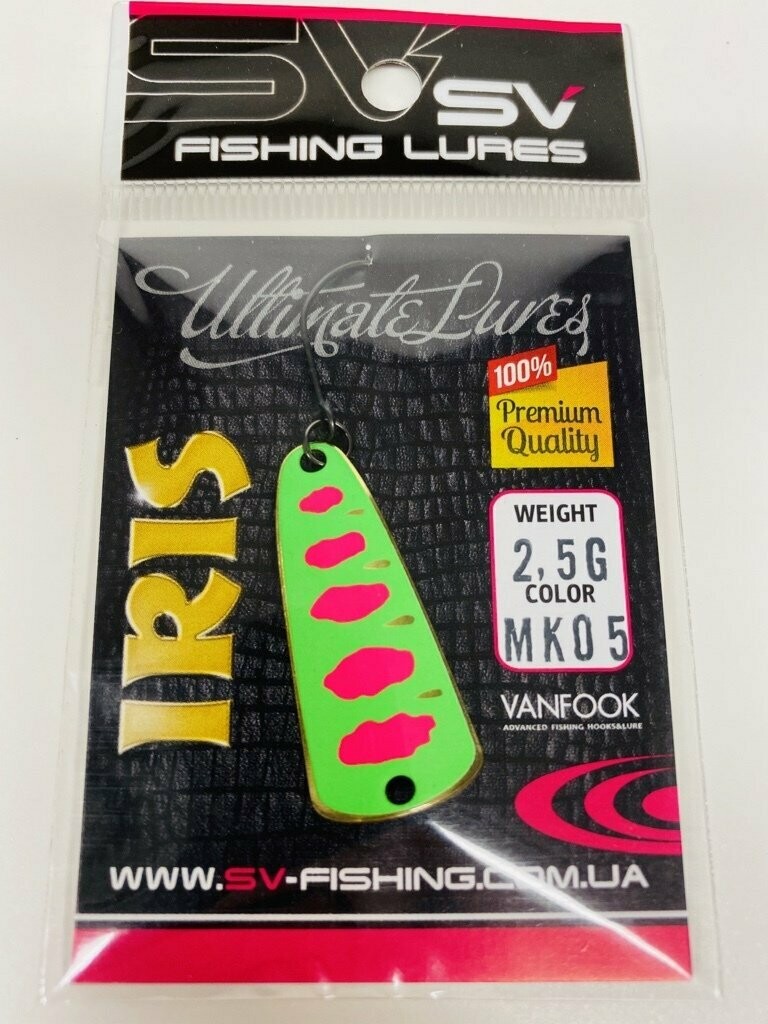 SV
SV
FISHING LURES
Ultimate Lures
100%
Premium
Quality
IRIS
WEIGHT
2,5G
COLOR
MK05
VANFOOK
ADVANCED FISHING HOOKS&LURE
WWW.SV-FISHING.COM.UA